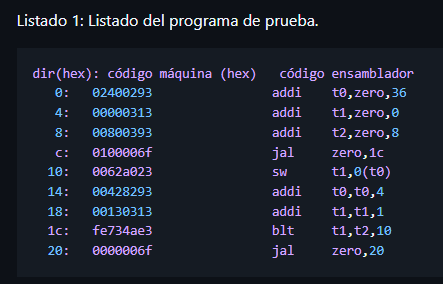 Listado 1: Listado del programa de prueba.
dir(hex): código máquina (hex) código ensamblador
0: 02400293 addi t0,zero,36
4: 00000313 addi t1,zero,0
8: 00800393 addi t2,zero,8
c: 0100006f jal zero,1c
10: 0062a023 sw t1,0(t0)
14: 00428293 addi t0,t0,4
18: 00130313 addi t1,t1,1
1c: fe734ae3 blt t1,t2,10
20: 0000006f jal zero,20